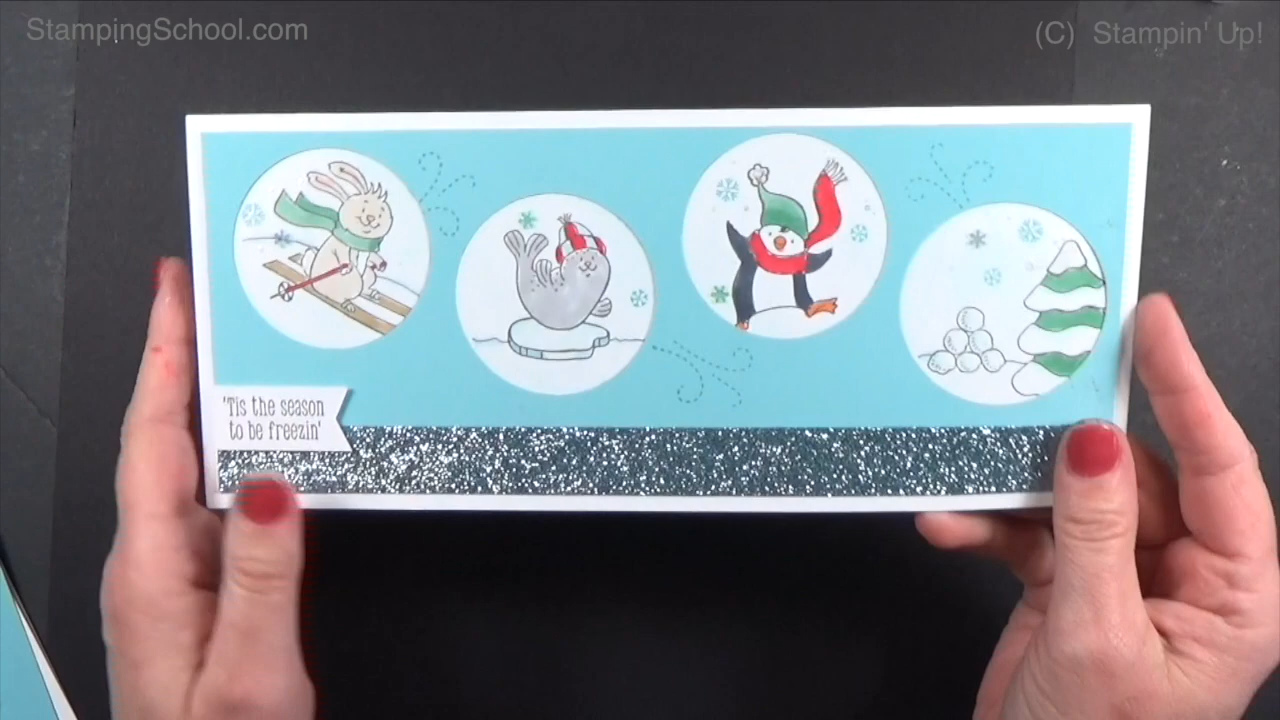 StampingSchool.com
(C) Stampin' Up!
'Tis the season
to be freezin'